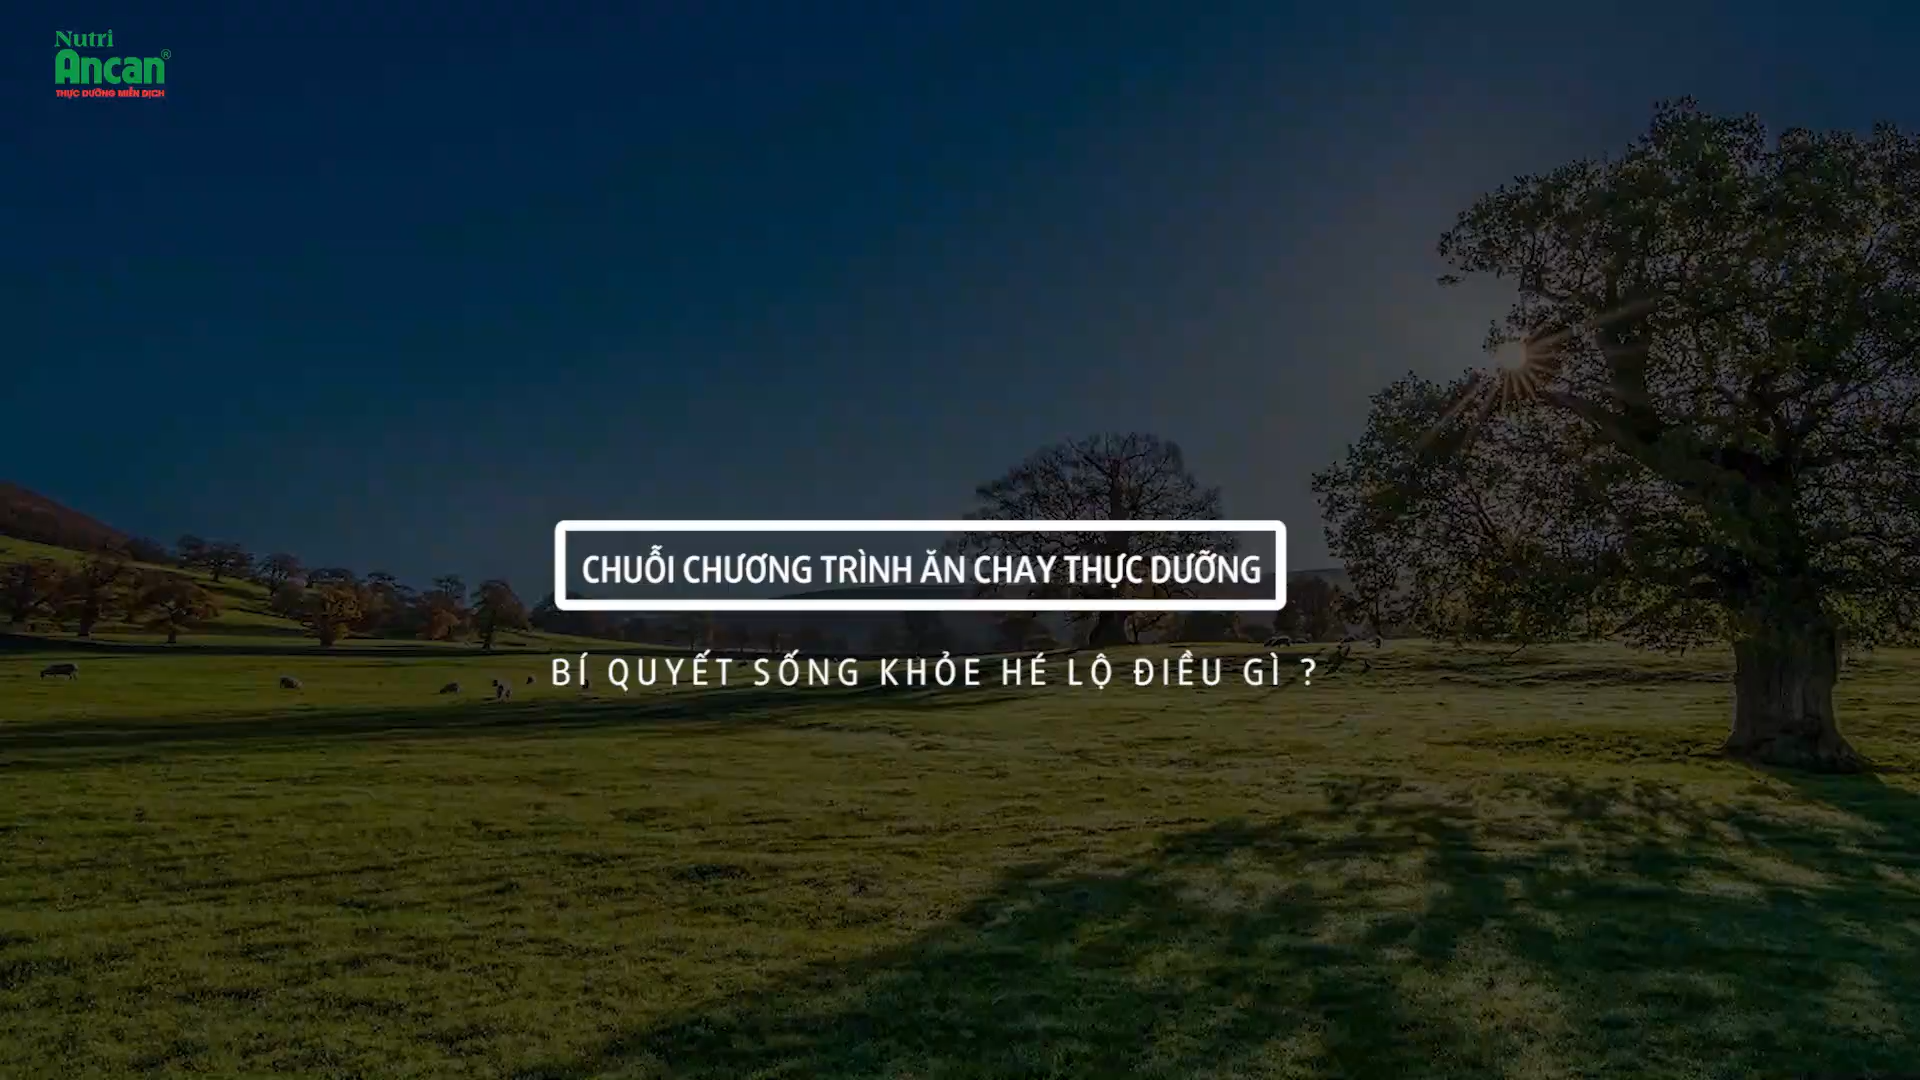 Nutri
Ancan®
THỰC DƯỠNG MIỄN DỊCH
CHUỖI CHƯƠNG TRÌNH ĂN CHAY THỰC DƯỠNG
BÍ QUYẾT SỐNG KHỎE HÉ LỘ ĐIỀU GÌ ?